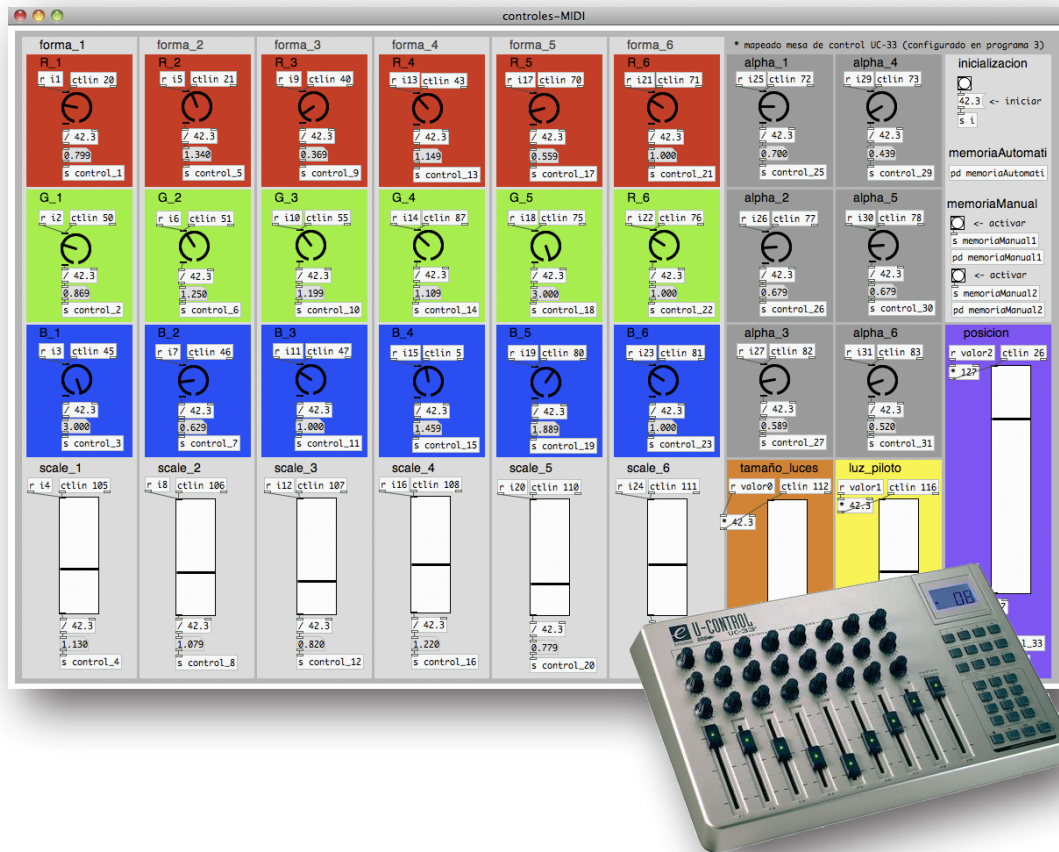 controles-MIDI
forma_1
forma_2
forma_3
forma_4
forma_5
forma_6
* mapeado mesa de control UC-33 (configurado en programa 3)
R_1
r i1 ctlin 20
/ 42.3
0.799
s control_1
R_2
r i5 ctlin 21
/ 42.3
1.340
s control_5
R_3
r i9 ctlin 40
/ 42.3
0.369
s control_9
R_4
r i13 ctlin 43
/ 42.3
1.149
s control_13
R_5
r i17 ctlin 70
/ 42.3
0.559
s control_17
R_6
r i21 ctlin 71
/ 42.3
1.000
s control_21
alpha_1
r i25 ctlin 72
/ 42.3
0.700
s control_25
alpha_4
r i29 ctlin 73
/ 42.3
0.439
s control_29
inicializacion
42.3 <- iniciar
s i
memoriaAutomati
pd memoriaAutomati
G_1
r i2 ctlin 50
/ 42.3
0.869
s control_2
G_2
r i6 ctlin 51
/ 42.3
1.250
s control_6
G_3
r i10 ctlin 55
/ 42.3
1.199
s control_10
G_4
r i14 ctlin 87
/ 42.3
1.109
s control_14
G_5
r i18 ctlin 75
/ 42.3
3.000
s control_18
R_6
r i22 ctlin 76
/ 42.3
1.000
s control_22
alpha_2
r i26 ctlin 77
/ 42.3
0.679
s control_26
alpha_5
r i30 ctlin 78
/ 42.3
0.679
s control_30
memoriaManual
<- activar
s memoriaManual1
pd memoriaManual1
<- activar
s memoriaManual2
pd memoriaManual2
B_1
r i3 ctlin 45
/ 42.3
3.000
s control_3
B_2
r i7 ctlin 46
/ 42.3
0.629
s control_7
B_3
r i11 ctlin 47
/ 42.3
1.000
s control_11
B_4
r i15 ctlin 5
/ 42.3
1.459
s control_15
B_5
r i19 ctlin 80
/ 42.3
1.889
s control_19
B_6
r i23 ctlin 81
/ 42.3
1.000
s control_23
alpha_3
r i27 ctlin 82
/ 42.3
0.589
s control_27
alpha_6
r i31 ctlin 83
/ 42.3
0.520
s control_31
posicion
r valor2 ctlin 26
* 127
scale_1
r i4 ctlin 105
/ 42.3
1.130
s control_4
scale_2
r i8 ctlin 106
/ 42.3
1.079
s control_8
scale_3
r i12 ctlin 107
/ 42.3
0.820
s control_12
scale_4
r i16 ctlin 108
/ 42.3
1.220
s control_16
scale_5
r i20 ctlin 110
/ 42.3
0.779
s control_20
scale_6
r i24 ctlin 111
tamaño_luces
r valor0 ctlin 112
* 42.3
luz_piloto
r valor1 ctlin 116
* 42.3
l_33
U-CONTROL
UC-33
08